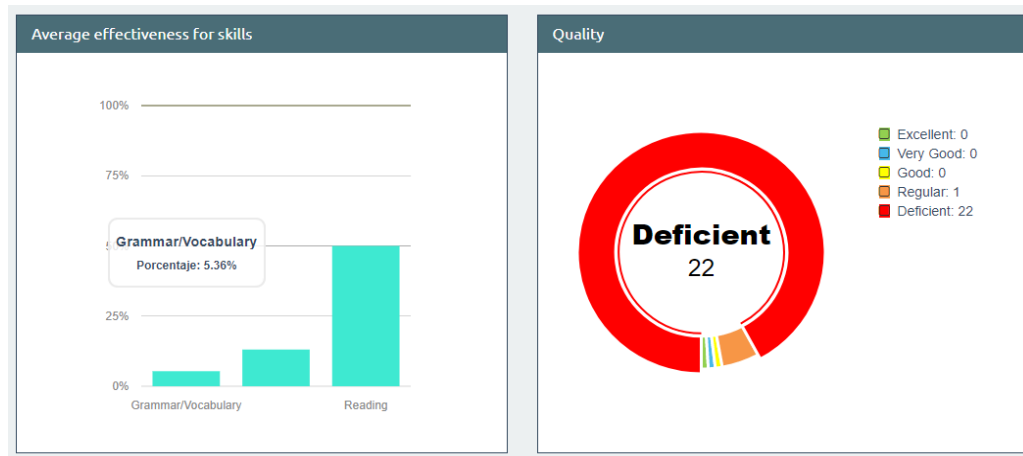 Average effectiveness for skills
100%
75%
Grammar/Vocabulary
Porcentaje: 5.36%
25%
0%
Grammar/Vocabulary
Reading
Quality
Deficient
22
Excellent: 0
Very Good: 0
Good: 0
Regular: 1
Deficient: 22